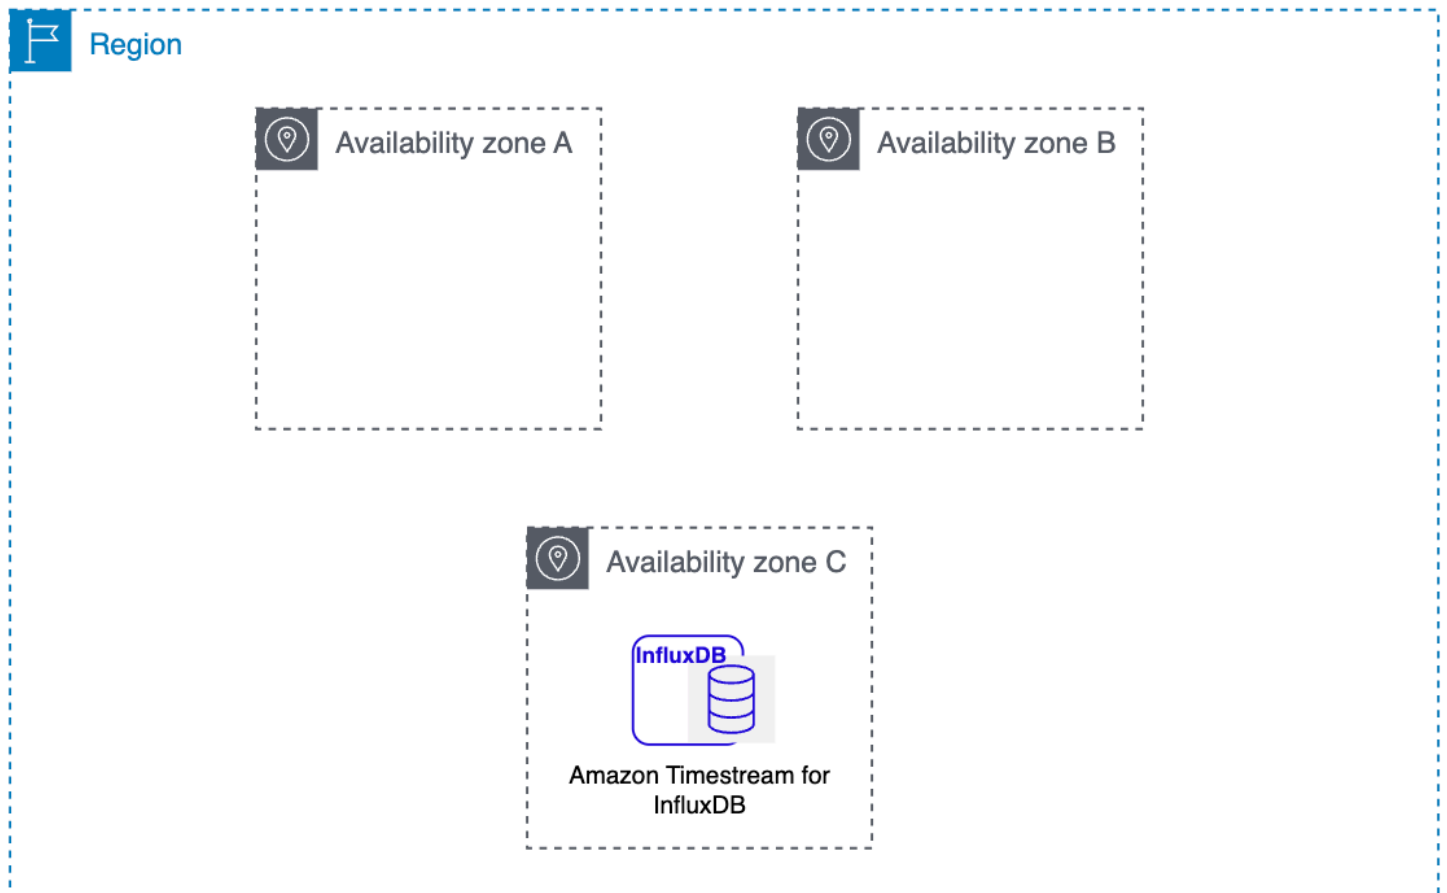 Region
Availability zone A
Availability zone B
Availability zone C
InfluxDB
Amazon Timestream for
InfluxDB